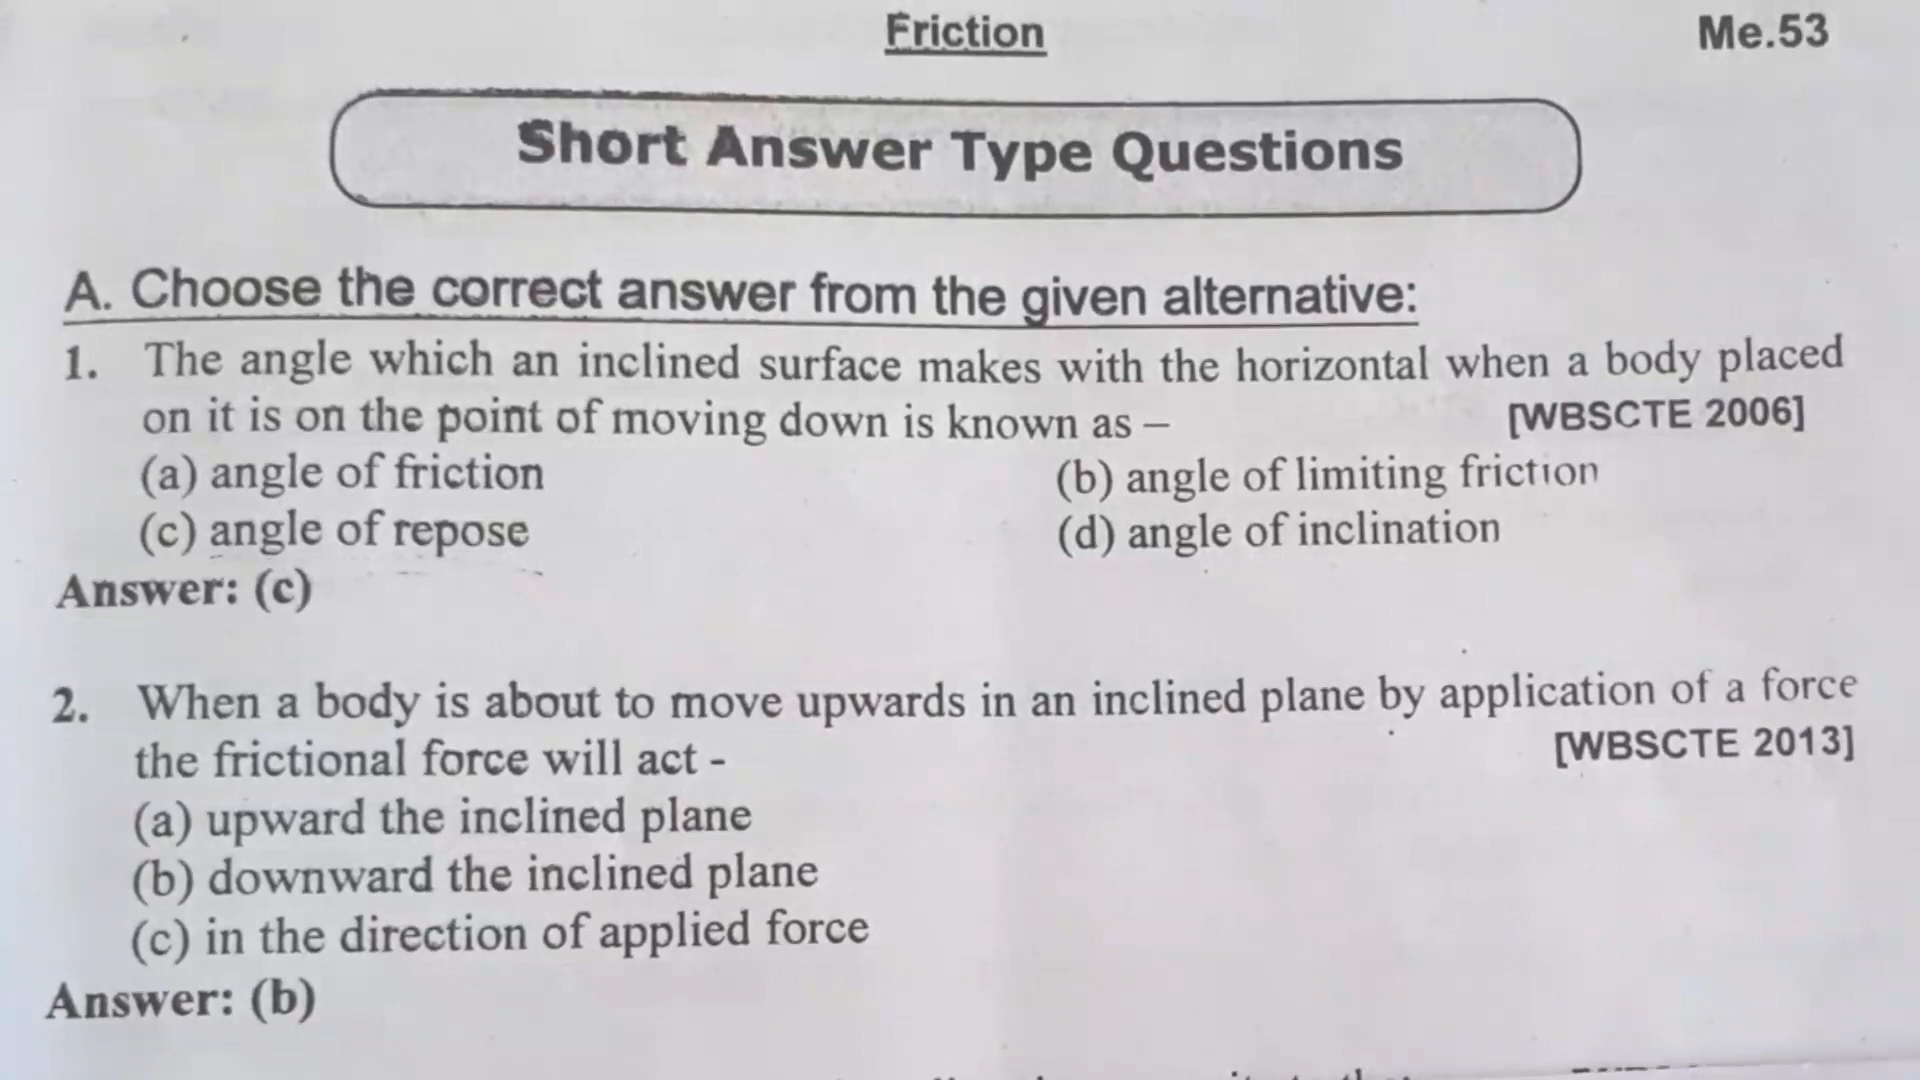 Friction
Me.53
Short Answer Type Questions
A. Choose the correct answer from the given alternative:
1. The angle which an inclined surface makes with the horizontal when a body placed
on it is on the point of moving down is known as – [WBSCTE 2006]
(a) angle of friction (b) angle of limiting friction
(c) angle of repose (d) angle of inclination
Answer: (c)
2. When a body is about to move upwards in an inclined plane by application of a force
the frictional force will act - [WBSCTE 2013]
(a) upward the inclined plane
(b) downward the inclined plane
(c) in the direction of applied force
Answer: (b)